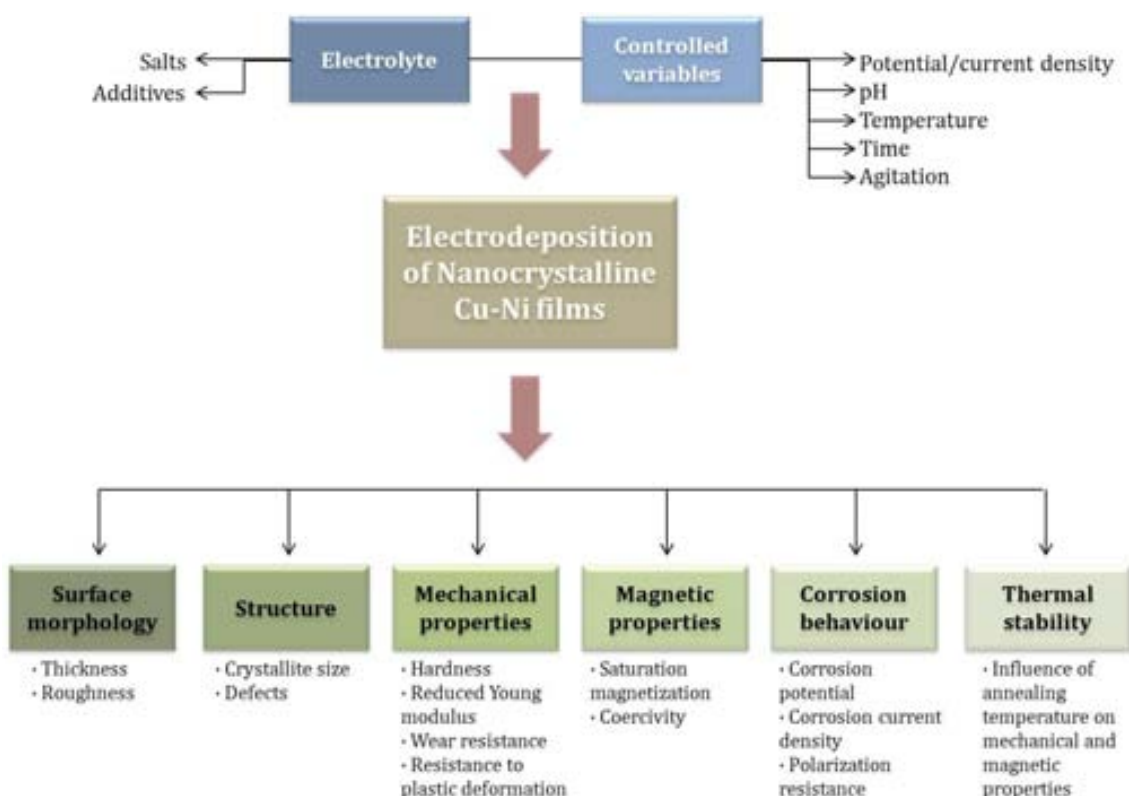 Electrolyte
Controlled
variables
Salts
Additives
Potential/current density
pH
Temperature
Time
Agitation
Electrodeposition
of Nanocrystalline
Cu-Ni films
Surface
morphology
· Thickness
· Roughness
Structure
· Crystallite size
· Defects
Mechanical
properties
· Hardness
· Reduced Young
modulus
· Wear resistance
· Resistance to
plastic deformation
Magnetic
properties
· Saturation
magnetization
· Coercivity
Corrosion
behaviour
· Corrosion
potential
· Corrosion current
density
· Polarization
resistance
Thermal
stability
· Influence of
annealing
temperature on
mechanical and
magnetic
properties